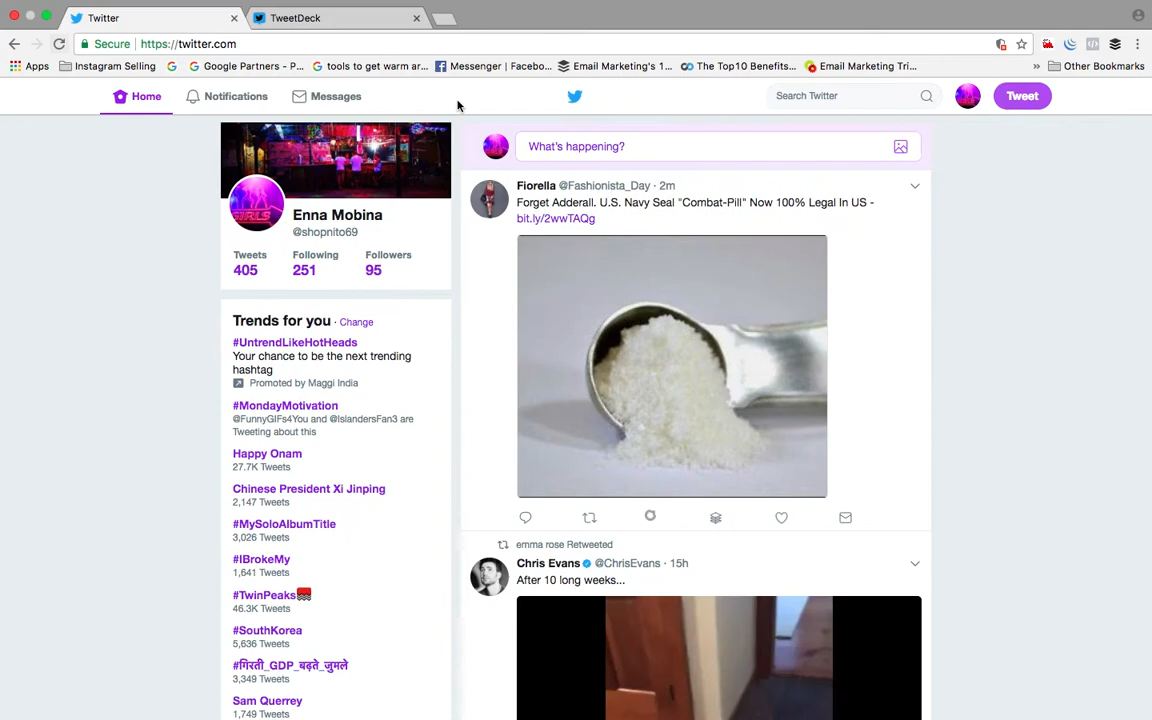 Twitter
TweetDeck
Secure https://twitter.com
Apps Instagram Selling Google Partners - P... tools to get warm ar... Messenger | Facebo... Email Marketing's 1... The Top10 Benefits... Email Marketing Tri... » Other Bookmarks
Home Notifications Messages Search Twitter Tweet
GIRLS
Enna Mobina
@shopnito69
Tweets Following Followers
405 251 95
Trends for you · Change
#UntrendLikeHotHeads
Your chance to be the next trending
hashtag
Promoted by Maggi India
#MondayMotivation
@FunnyGIFs4You and @IslandersFan3 are
Tweeting about this
Happy Onam
27.7K Tweets
Chinese President Xi Jinping
2,147 Tweets
#MySoloAlbumTitle
3,026 Tweets
#IBrokeMy
1,641 Tweets
#TwinPeaks
46.3K Tweets
#SouthKorea
5,636 Tweets
#गिरती_GDP_बढ़ते_जुमले
3,349 Tweets
Sam Querrey
1,749 Tweets
What's happening?
Fiorella @Fashionista_Day · 2m
Forget Adderall. U.S. Navy Seal "Combat-Pill" Now 100% Legal In US -
bit.ly/2wwTAQg
emma rose Retweeted
Chris Evans @ChrisEvans · 15h
After 10 long weeks...